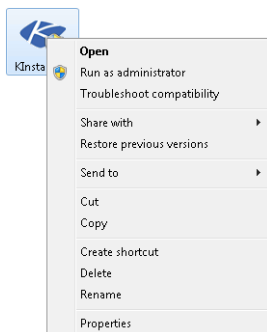 Open
KInsta
Run as administrator
Troubleshoot compatibility
Share with
Restore previous versions
Send to
Cut
Copy
Create shortcut
Delete
Rename
Properties